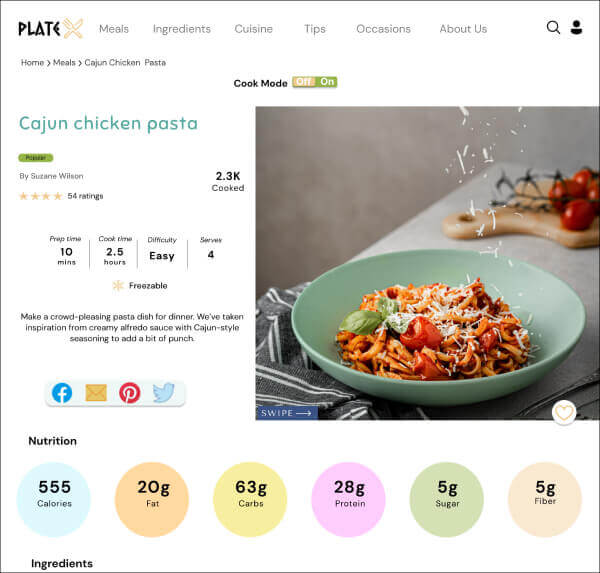 PLATE
Meals Ingredients Cuisine Tips Occasions About Us
Home > Meals > Cajun Chicken Pasta
Cook Mode Off On
Cajun chicken pasta
Popular
By Suzane Wilson
2.3K
Cooked
54 ratings
Prep time Cook time Difficulty Serves
10 2.5 Easy 4
mins hours
Freezable
Make a crowd-pleasing pasta dish for dinner. We've taken
inspiration from creamy alfredo sauce with Cajun-style
seasoning to add a bit of punch.
SWIPE
Nutrition
555 20g 63g 28g 5g 5g
Calories Fat Carbs Protein Sugar Fiber
Ingredients